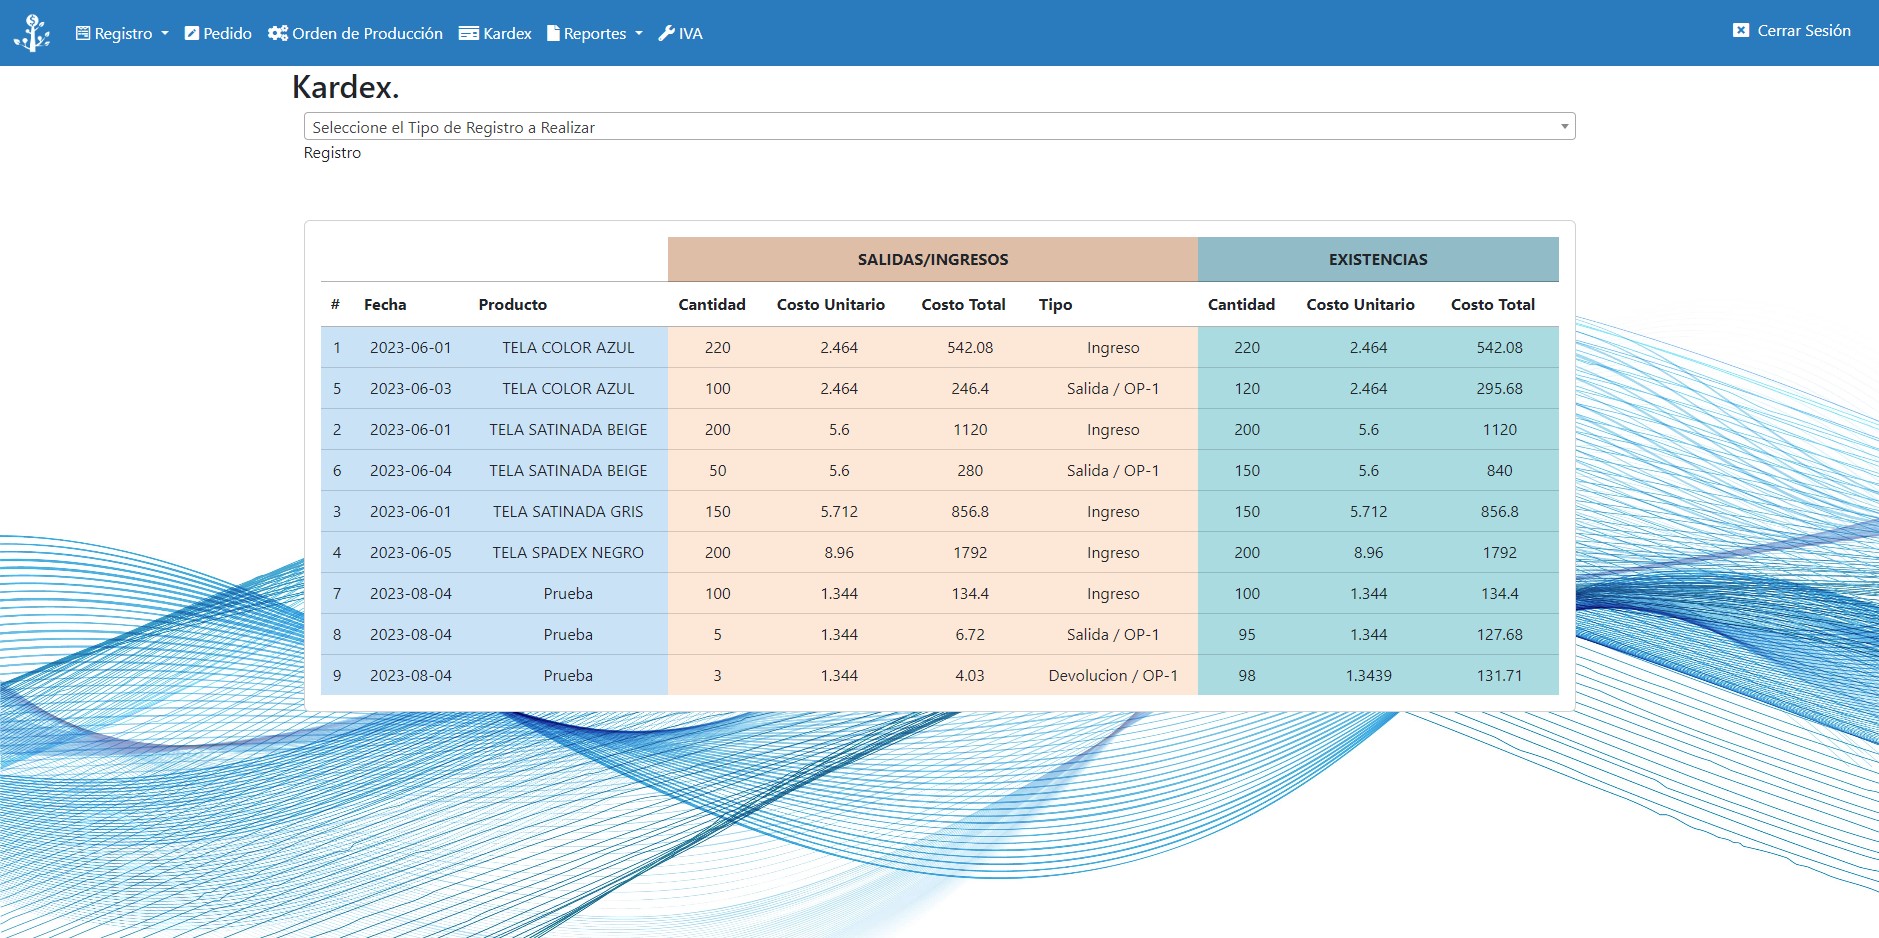 Registro Pedido Orden de Producción Kardex Reportes IVA Cerrar Sesión
Kardex.
Seleccione el Tipo de Registro a Realizar
Registro
SALIDAS/INGRESOS EXISTENCIAS
# Fecha Producto Cantidad Costo Unitario Costo Total Tipo Cantidad Costo Unitario Costo Total
1 2023-06-01 TELA COLOR AZUL 220 2.464 542.08 Ingreso 220 2.464 542.08
5 2023-06-03 TELA COLOR AZUL 100 2.464 246.4 Salida / OP-1 120 2.464 295.68
2 2023-06-01 TELA SATINADA BEIGE 200 5.6 1120 Ingreso 200 5.6 1120
6 2023-06-04 TELA SATINADA BEIGE 50 5.6 280 Salida / OP-1 150 5.6 840
3 2023-06-01 TELA SATINADA GRIS 150 5.712 856.8 Ingreso 150 5.712 856.8
4 2023-06-05 TELA SPADEX NEGRO 200 8.96 1792 Ingreso 200 8.96 1792
7 2023-08-04 Prueba 100 1.344 134.4 Ingreso 100 1.344 134.4
8 2023-08-04 Prueba 5 1.344 6.72 Salida / OP-1 95 1.344 127.68
9 2023-08-04 Prueba 3 1.344 4.03 Devolucion / OP-1 98 1.3439 131.71